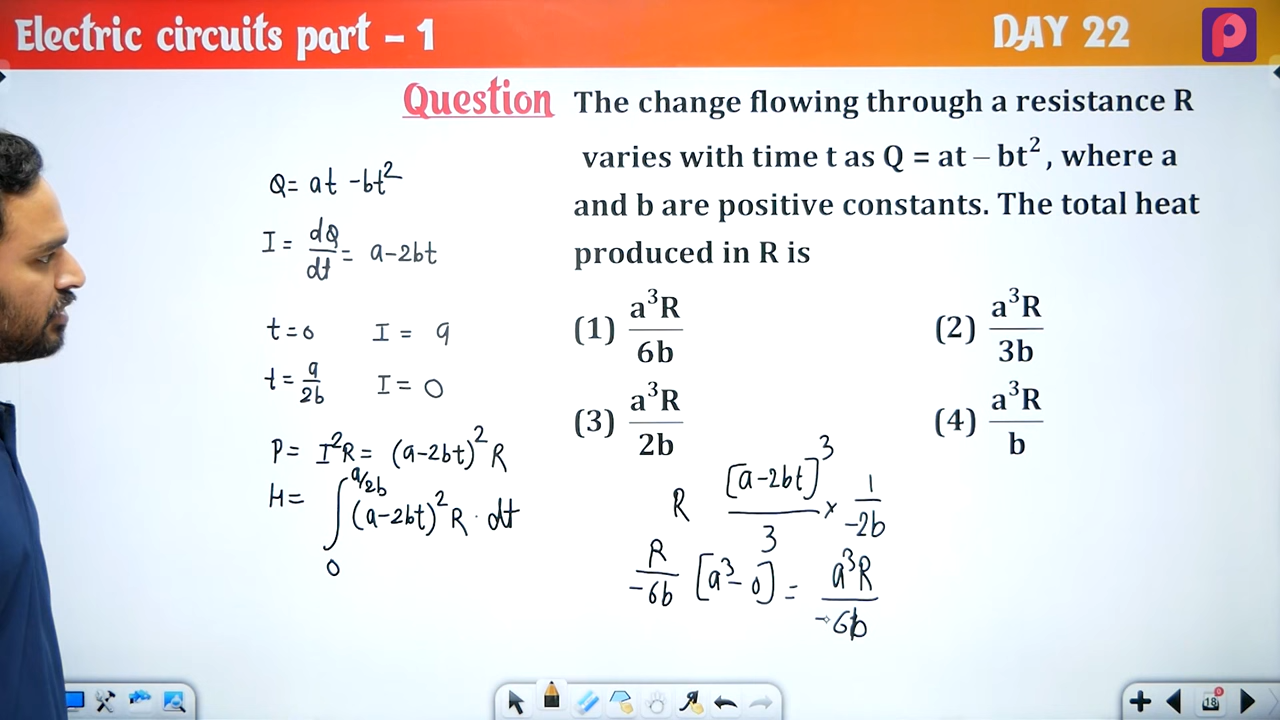 Electric circuits part – 1
DAY 22
Question The change flowing through a resistance R
varies with time t as Q = at – bt², where a
and b are positive constants. The total heat
produced in R is
(1) a³R / 6b
(2) a³R / 3b
(3) a³R / 2b
(4) a³R / b
Q = at - bt²
I = dQ / dt = a - 2bt
t = 0 I = a
t = a / 2b I = 0
P = I²R = (a - 2bt)² R
H = ∫₀^(a/2b) (a - 2bt)² R · dt
R [a - 2bt]³ / 3 × 1 / -2b
R / -6b [a³ - 0] = a³R / -6b
18